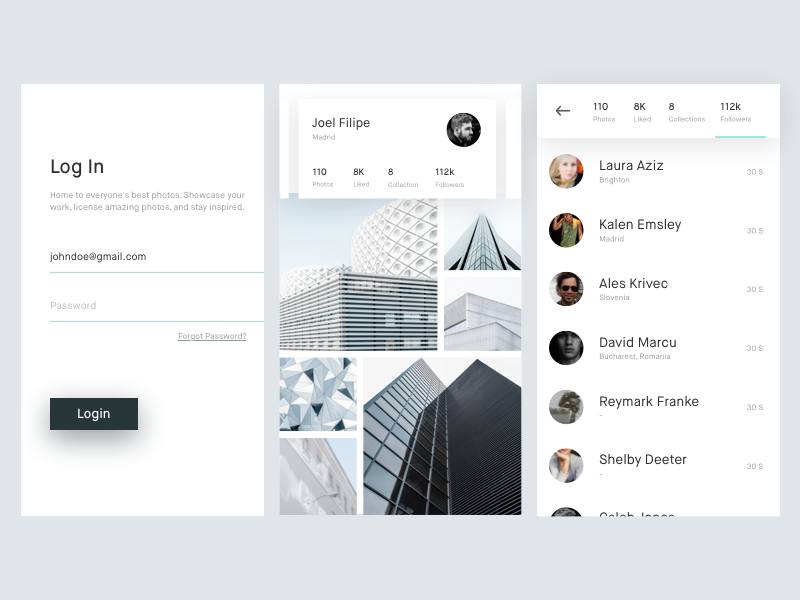 Log In
Home to everyone's best photos. Showcase your
work, license amazing photos, and stay inspired.
johndoe@gmail.com
Password
Forgot Password?
Login
Joel Filipe
Madrid
110 8K 8 112k
Photos Liked Collection Followers
110 8K 8 112k
Photos Liked Collections Followers
Laura Aziz
Brighton
30 S
Kalen Emsley
Madrid
30 S
Ales Krivec
Slovenia
30 S
David Marcu
Bucharest, Romania
30 S
Reymark Franke
-
30 S
Shelby Deeter
-
30 S